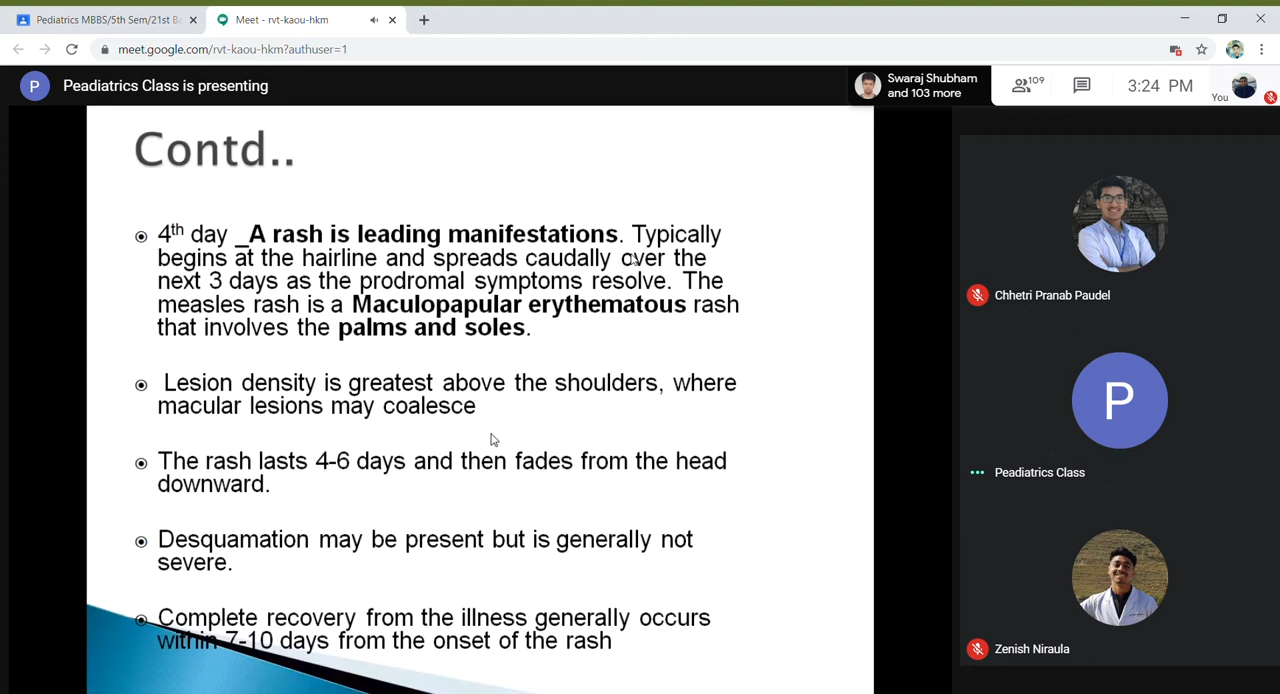 Pediatrics MBBS/5th Sem/21st B
Meet - rvt-kaou-hkm
meet.google.com/rvt-kaou-hkm?authuser=1
P
Peadiatrics Class is presenting
Swaraj Shubham
and 103 more
109
3:24 PM
You
Contd..
4th day _A rash is leading manifestations. Typically
begins at the hairline and spreads caudally over the
next 3 days as the prodromal symptoms resolve. The
measles rash is a Maculopapular erythematous rash
that involves the palms and soles.
Lesion density is greatest above the shoulders, where
macular lesions may coalesce
The rash lasts 4-6 days and then fades from the head
downward.
Desquamation may be present but is generally not
severe.
Complete recovery from the illness generally occurs
within 7-10 days from the onset of the rash
Chhetri Pranab Paudel
P
Peadiatrics Class
Zenish Niraula